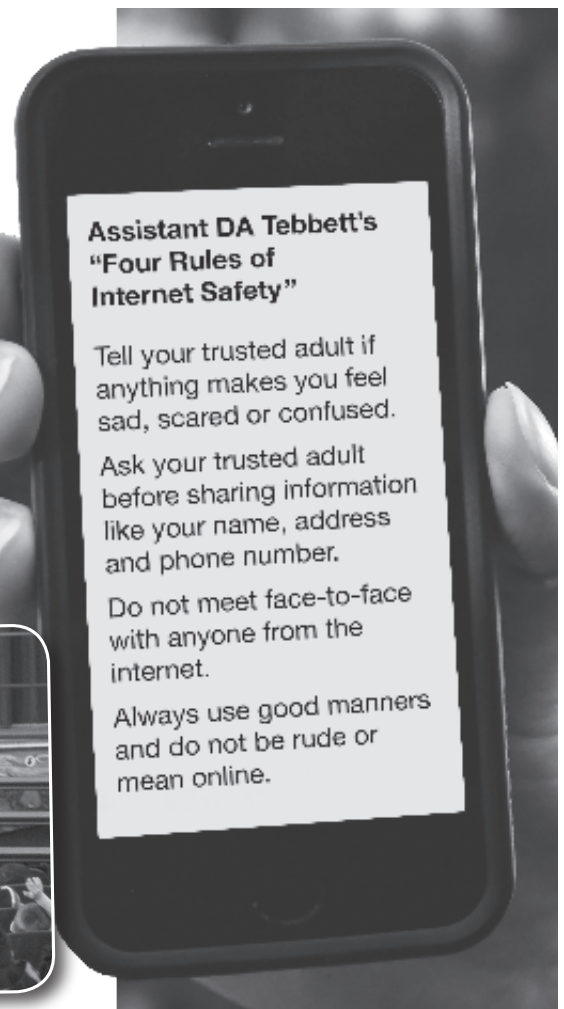 Assistant DA Tebbett's
“Four Rules of
Internet Safety”
Tell your trusted adult if
anything makes you feel
sad, scared or confused.
Ask your trusted adult
before sharing information
like your name, address
and phone number.
Do not meet face-to-face
with anyone from the
internet.
Always use good manners
and do not be rude or
mean online.